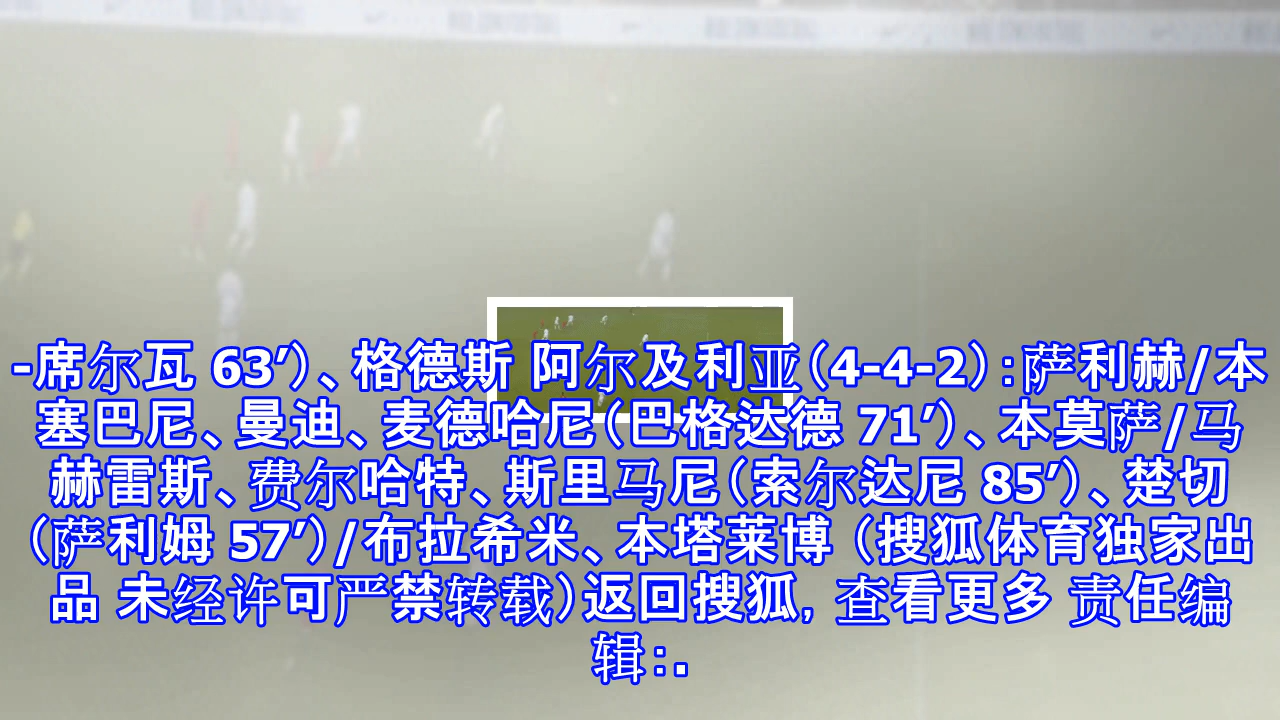 -席尔瓦 63′)、格德斯 阿尔及利亚(4-4-2):萨利赫/本
塞巴尼、曼迪、麦德哈尼(巴格达德 71′)、本莫萨/马
赫雷斯、费尔哈特、斯里马尼(索尔达尼 85′)、楚切
(萨利姆 57′)/布拉希米、本塔莱博 (搜狐体育独家出
品 未经许可严禁转载)返回搜狐, 查看更多 责任编
辑:.